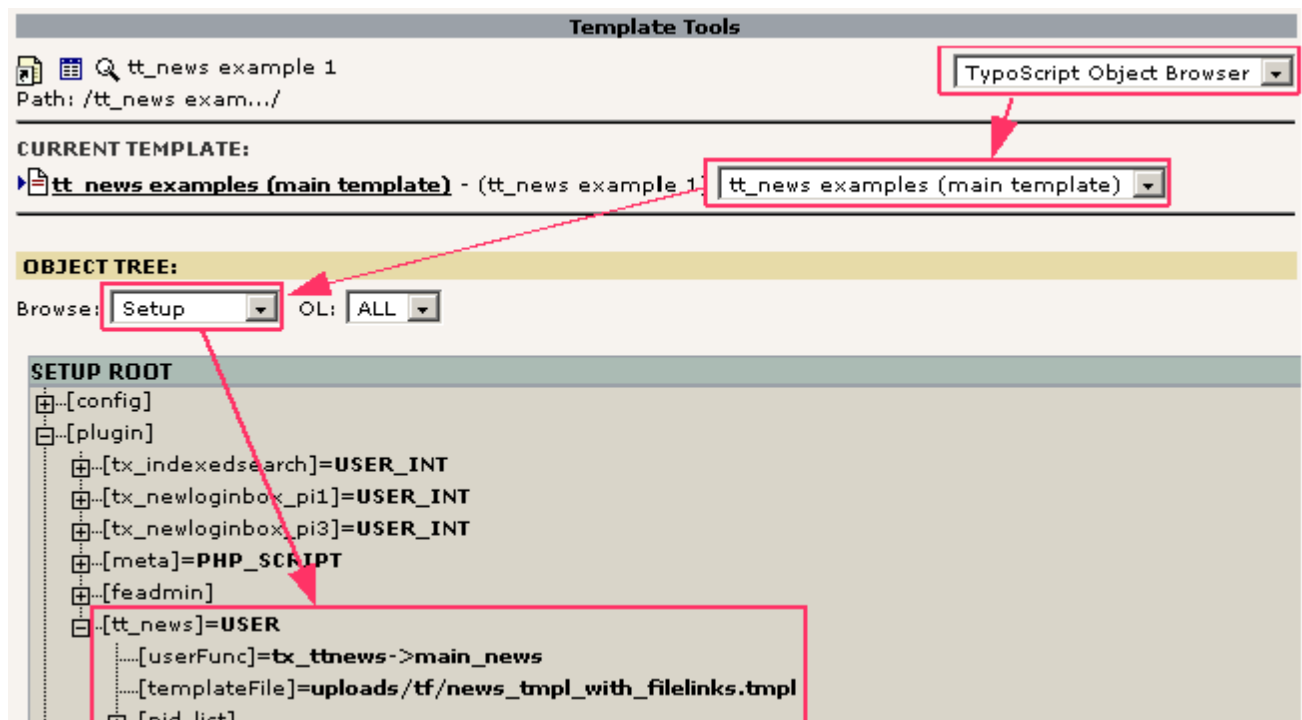 Template Tools
tt_news example 1
TypoScript Object Browser
Path: /tt_news exam.../
CURRENT TEMPLATE:
tt_news examples (main template) - (tt_news example 1) tt_news examples (main template)
OBJECT TREE:
Browse: Setup OL: ALL
SETUP ROOT
[config]
[plugin]
[tx_indexedsearch]=USER_INT
[tx_newloginbox_pi1]=USER_INT
[tx_newloginbox_pi3]=USER_INT
[meta]=PHP_SCRIPT
[feadmin]
[tt_news]=USER
[userFunc]=tx_ttnews->main_news
[templateFile]=uploads/tf/news_tmpl_with_filelinks.tmpl
[pid_list]